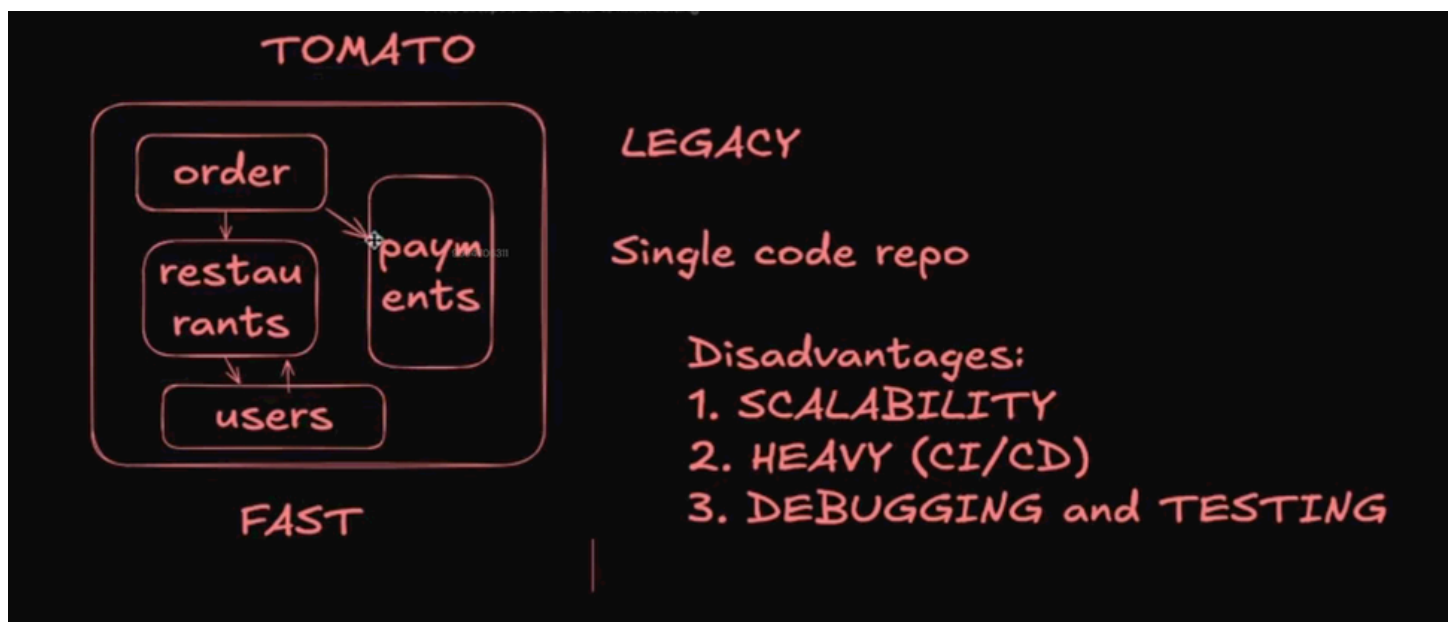 TOMATO
order
restau
rants
users
paym
ents
FAST
LEGACY
Single code repo
Disadvantages:
1. SCALABILITY
2. HEAVY (CI/CD)
3. DEBUGGING and TESTING